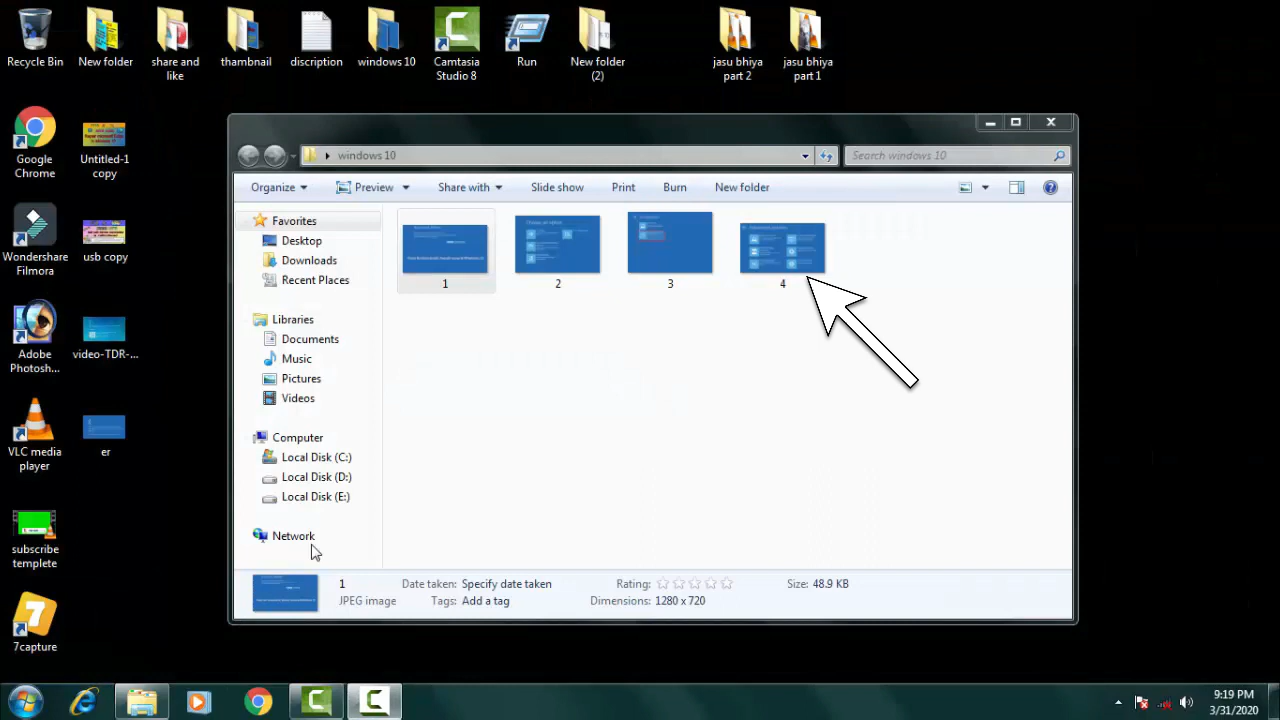 Recycle Bin
New folder
share and
like
thumbnail
discription
windows 10
Camtasia
Studio 8
Run
New folder
(2)
jasu bhiya
part 2
jasu bhiya
part 1
Google
Chrome
Untitled-1
copy
Wondershare
Filmora
usb copy
Adobe
Photosh...
video-TDR-...
VLC media
player
er
subscribe
templete
7capture
windows 10
Search windows 10
Organize
Preview
Share with
Slide show
Print
Burn
New folder
Favorites
Desktop
Downloads
Recent Places
Libraries
Documents
Music
Pictures
Videos
Computer
Local Disk (C:)
Local Disk (D:)
Local Disk (E:)
Network
1
2
3
4
1
JPEG image
Date taken: Specify date taken
Tags: Add a tag
Rating:
Dimensions: 1280 x 720
Size: 48.9 KB
9:19 PM
3/31/2020